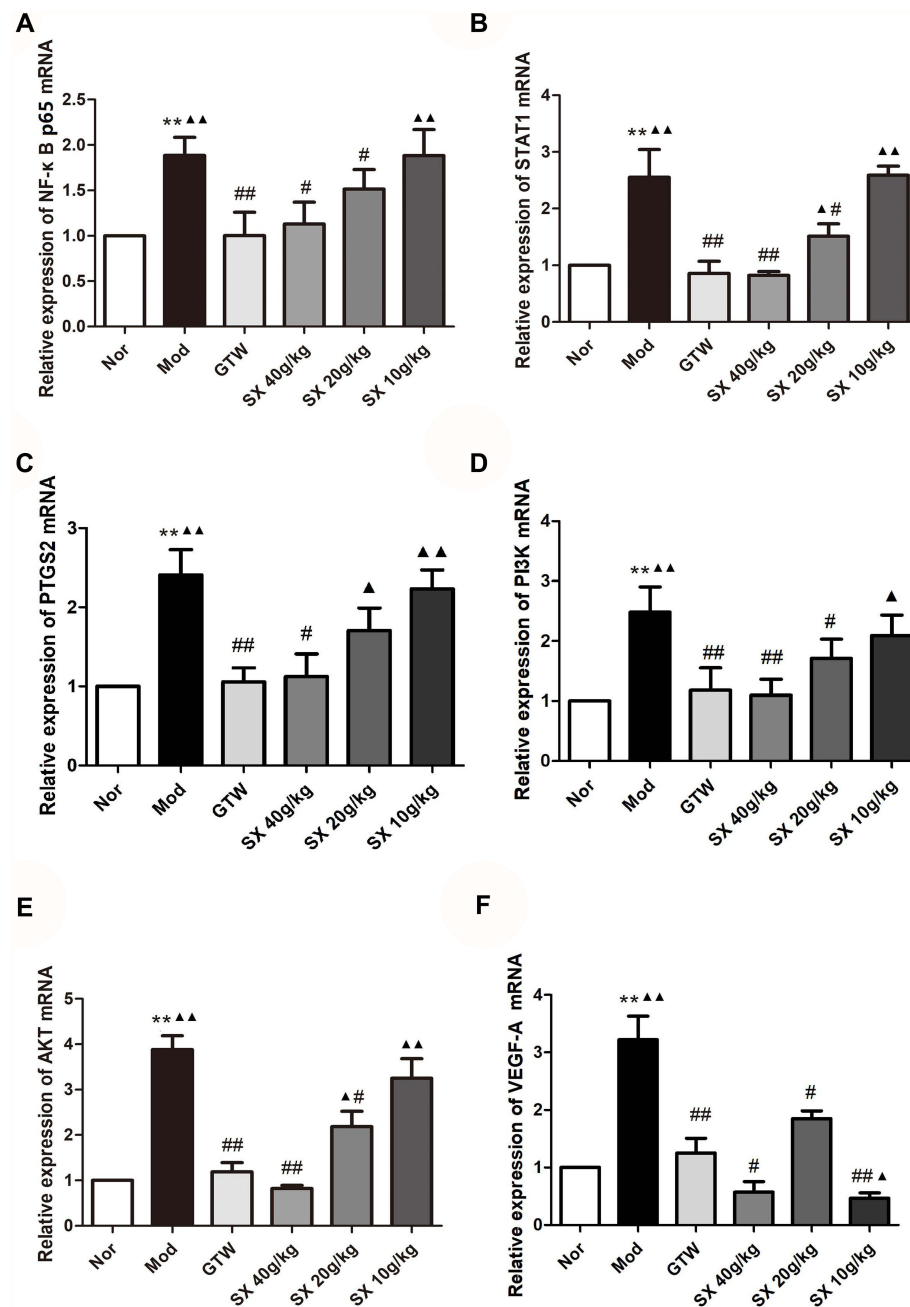 A
Relative expression of NF-κ B p65 mRNA
2.5
2.0
1.5
1.0
0.5
0.0
**▲▲
##
#
#
▲▲
Nor
Mod
GTW
SX 40g/kg
SX 20g/kg
SX 10g/kg
B
Relative expression of STAT1 mRNA
4
3
2
1
0
**▲▲
##
##
▲#
▲▲
Nor
Mod
GTW
SX 40g/kg
SX 20g/kg
SX 10g/kg
C
Relative expression of PTGS2 mRNA
3
2
1
0
**▲▲
##
#
▲
▲▲
Nor
Mod
GTW
SX 40g/kg
SX 20g/kg
SX 10g/kg
D
Relative expression of PI3K mRNA
4
3
2
1
0
**▲▲
##
##
#
▲
Nor
Mod
GTW
SX 40g/kg
SX 20g/kg
SX 10g/kg
E
Relative expression of AKT mRNA
5
4
3
2
1
0
**▲▲
##
##
▲#
▲▲
Nor
Mod
GTW
SX 40g/kg
SX 20g/kg
SX 10g/kg
F
Relative expression of VEGF-A mRNA
4
3
2
1
0
**▲▲
##
#
#
##▲
Nor
Mod
GTW
SX 40g/kg
SX 20g/kg
SX 10g/kg